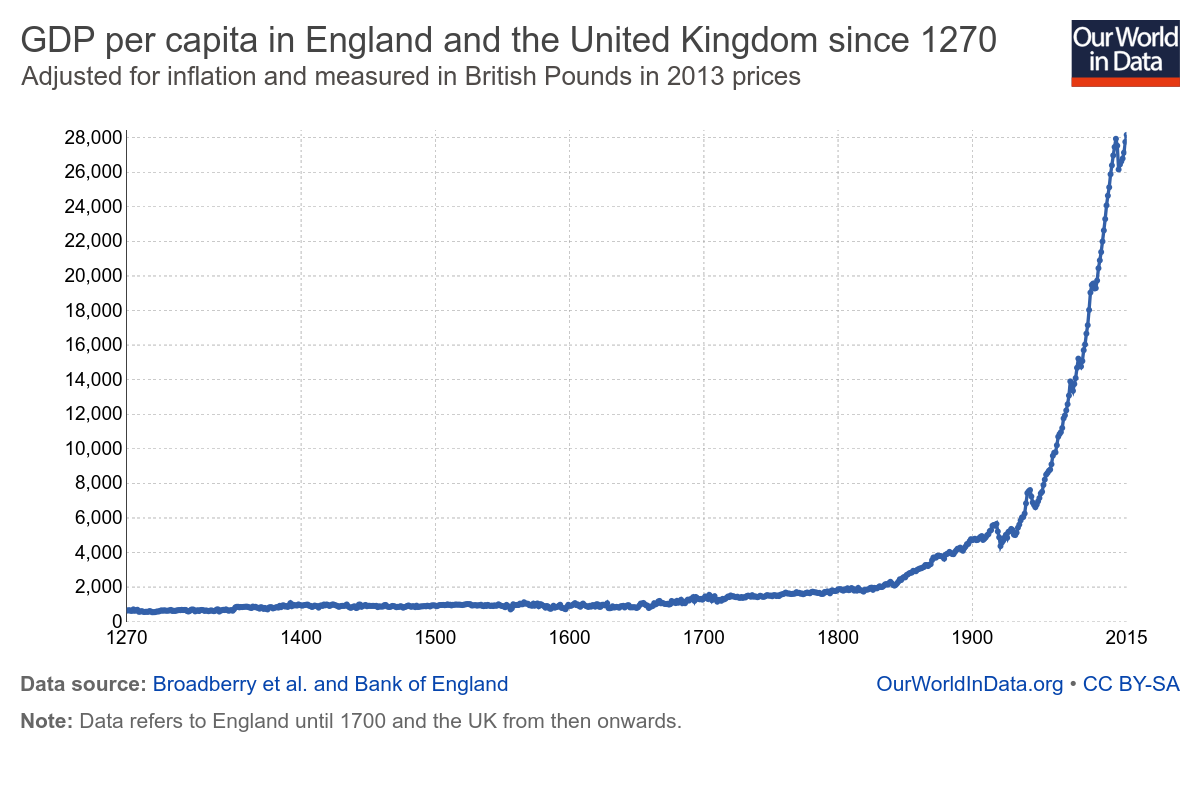 GDP per capita in England and the United Kingdom since 1270
Adjusted for inflation and measured in British Pounds in 2013 prices
Our World
in Data
28,000
26,000
24,000
22,000
20,000
18,000
16,000
14,000
12,000
10,000
8,000
6,000
4,000
2,000
0
1270 1400 1500 1600 1700 1800 1900 2015
Data source: Broadberry et al. and Bank of England
OurWorldInData.org • CC BY-SA
Note: Data refers to England until 1700 and the UK from then onwards.